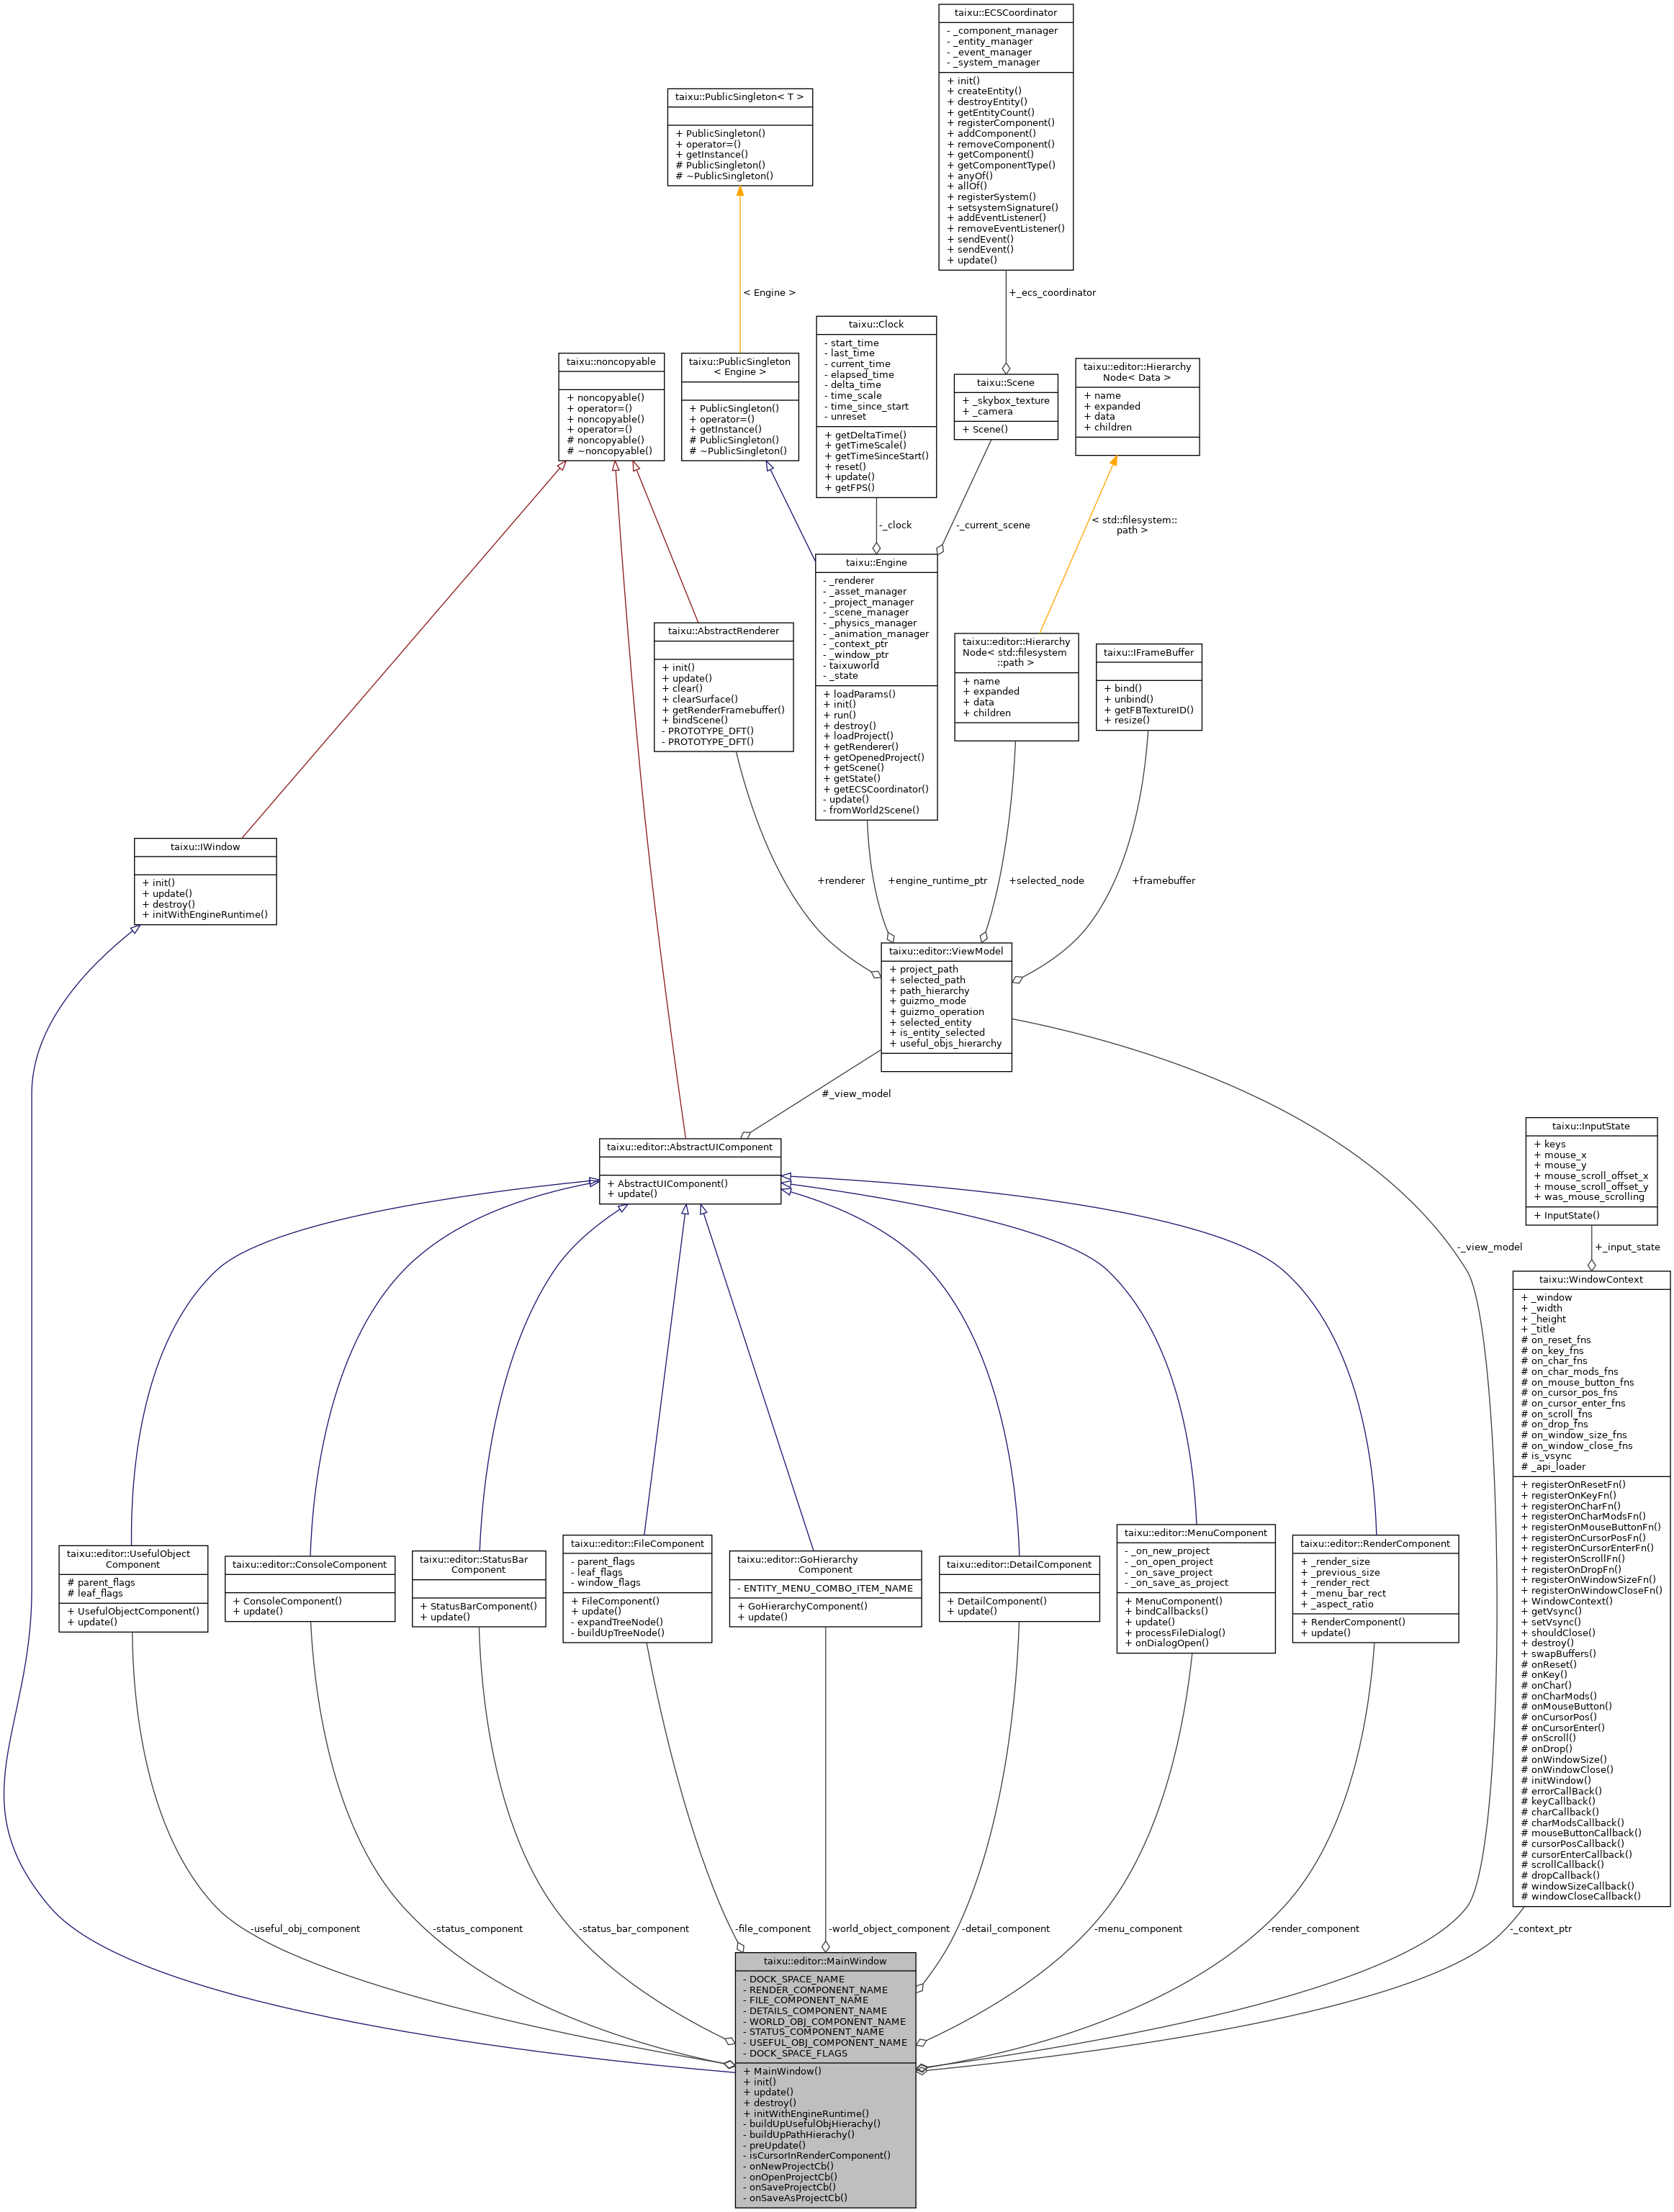 taixu::ECSCoordinator
- _component_manager
- _entity_manager
- _event_manager
- _system_manager
+ init()
+ createEntity()
+ destroyEntity()
+ getEntityCount()
+ registerComponent()
+ addComponent()
+ removeComponent()
+ getComponent()
+ getComponentType()
+ anyOf()
+ allOf()
+ registerSystem()
+ setsystemSignature()
+ addEventListener()
+ removeEventListener()
+ sendEvent()
+ sendEvent()
+ update()
taixu::PublicSingleton< T >
+ PublicSingleton()
+ operator=()
+ getInstance()
# PublicSingleton()
# ~PublicSingleton()
< Engine >
+_ecs_coordinator
taixu::Clock
- start_time
- last_time
- current_time
- elapsed_time
- delta_time
- time_scale
- time_since_start
- unreset
+ getDeltaTime()
+ getTimeScale()
+ getTimeSinceStart()
+ reset()
+ update()
+ getFPS()
taixu::noncopyable
+ noncopyable()
+ operator=()
+ noncopyable()
+ operator=()
# noncopyable()
# ~noncopyable()
taixu::PublicSingleton
< Engine >
+ PublicSingleton()
+ operator=()
+ getInstance()
# PublicSingleton()
# ~PublicSingleton()
taixu::Scene
+ _skybox_texture
+ _camera
+ Scene()
taixu::editor::Hierarchy
Node< Data >
+ name
+ expanded
+ data
+ children
-_clock
-_current_scene
< std::filesystem::
path >
taixu::Engine
- _renderer
- _asset_manager
- _project_manager
- _scene_manager
- _physics_manager
- _animation_manager
- _context_ptr
- _window_ptr
- taixuworld
- _state
+ loadParams()
+ init()
+ run()
+ destroy()
+ loadProject()
+ getRenderer()
+ getOpenedProject()
+ getScene()
+ getState()
+ getECSCoordinator()
- update()
- fromWorld2Scene()
taixu::AbstractRenderer
+ init()
+ update()
+ clear()
+ clearSurface()
+ getRenderFramebuffer()
+ bindScene()
- PROTOTYPE_DFT()
- PROTOTYPE_DFT()
taixu::editor::Hierarchy
Node< std::filesystem
::path >
+ name
+ expanded
+ data
+ children
taixu::IFrameBuffer
+ bind()
+ unbind()
+ getFBTextureID()
+ resize()
taixu::IWindow
+ init()
+ update()
+ destroy()
+ initWithEngineRuntime()
+renderer
+engine_runtime_ptr
+selected_node
+framebuffer
taixu::editor::ViewModel
+ project_path
+ selected_path
+ path_hierarchy
+ guizmo_mode
+ guizmo_operation
+ selected_entity
+ is_entity_selected
+ useful_objs_hierarchy
#_view_model
taixu::editor::AbstractUIComponent
+ AbstractUIComponent()
+ update()
taixu::InputState
+ keys
+ mouse_x
+ mouse_y
+ mouse_scroll_offset_x
+ mouse_scroll_offset_y
+ was_mouse_scrolling
+ InputState()
-_view_model
+_input_state
taixu::WindowContext
+ _window
+ _width
+ _height
+ _title
# on_reset_fns
# on_key_fns
# on_char_fns
# on_char_mods_fns
# on_mouse_button_fns
# on_cursor_pos_fns
# on_cursor_enter_fns
# on_scroll_fns
# on_drop_fns
# on_window_size_fns
# on_window_close_fns
# is_vsync
# _api_loader
+ registerOnResetFn()
+ registerOnKeyFn()
+ registerOnCharFn()
+ registerOnCharModsFn()
+ registerOnMouseButtonFn()
+ registerOnCursorPosFn()
+ registerOnCursorEnterFn()
+ registerOnScrollFn()
+ registerOnDropFn()
+ registerOnWindowSizeFn()
+ registerOnWindowCloseFn()
+ WindowContext()
+ getVsync()
+ setVsync()
+ shouldClose()
+ destroy()
+ swapBuffers()
# onReset()
# onKey()
# onChar()
# onCharMods()
# onMouseButton()
# onCursorPos()
# onCursorEnter()
# onScroll()
# onDrop()
# onWindowSize()
# onWindowClose()
# initWindow()
# errorCallBack()
# keyCallback()
# charCallback()
# charModsCallback()
# mouseButtonCallback()
# cursorPosCallback()
# cursorEnterCallback()
# scrollCallback()
# dropCallback()
# windowSizeCallback()
# windowCloseCallback()
taixu::editor::UsefulObject
Component
# parent_flags
# leaf_flags
+ UsefulObjectComponent()
+ update()
taixu::editor::ConsoleComponent
+ ConsoleComponent()
+ update()
taixu::editor::StatusBar
Component
+ StatusBarComponent()
+ update()
taixu::editor::FileComponent
- parent_flags
- leaf_flags
- window_flags
+ FileComponent()
+ update()
- expandTreeNode()
- buildUpTreeNode()
taixu::editor::GoHierarchy
Component
- ENTITY_MENU_COMBO_ITEM_NAME
+ GoHierarchyComponent()
+ update()
taixu::editor::DetailComponent
+ DetailComponent()
+ update()
taixu::editor::MenuComponent
- _on_new_project
- _on_open_project
- _on_save_project
- _on_save_as_project
+ MenuComponent()
+ bindCallbacks()
+ update()
+ processFileDialog()
+ onDialogOpen()
taixu::editor::RenderComponent
+ _render_size
+ _previous_size
+ _render_rect
+ _menu_bar_rect
+ _aspect_ratio
+ RenderComponent()
+ update()
-useful_obj_component
-status_component
-status_bar_component
-file_component
-world_object_component
-detail_component
-menu_component
-render_component
-_context_ptr
taixu::editor::MainWindow
- DOCK_SPACE_NAME
- RENDER_COMPONENT_NAME
- FILE_COMPONENT_NAME
- DETAILS_COMPONENT_NAME
- WORLD_OBJ_COMPONENT_NAME
- STATUS_COMPONENT_NAME
- USEFUL_OBJ_COMPONENT_NAME
- DOCK_SPACE_FLAGS
+ MainWindow()
+ init()
+ update()
+ destroy()
+ initWithEngineRuntime()
- buildUpUsefulObjHierachy()
- buildUpPathHierachy()
- preUpdate()
- isCursorInRenderComponent()
- onNewProjectCb()
- onOpenProjectCb()
- onSaveProjectCb()
- onSaveAsProjectCb()